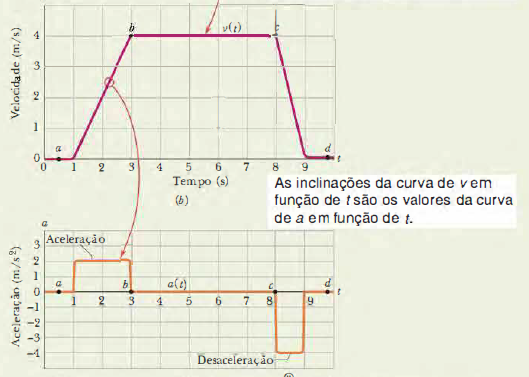 Velocidade (m/s)
4
3
2
1
0
a
b
v(t)
c
d
0 1 2 3 4 5 6 7 8 9 t
Tempo (s)
(b)
As inclinações da curva de v em
função de t são os valores da curva
de a em função de t.
a
Aceleração (m/s²)
3
2
1
0
-1
-2
-3
-4
Aceleração
a
b
a(t)
c
d
1 2 3 4 5 6 7 8 9 t
Desaceleração